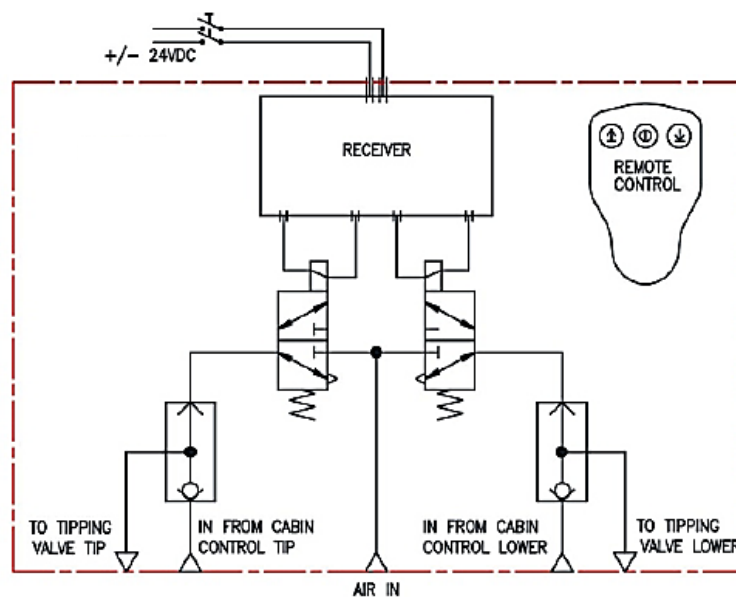 +/- 24VDC
RECEIVER
REMOTE
CONTROL
TO TIPPING
VALVE TIP
IN FROM CABIN
CONTROL TIP
IN FROM CABIN
CONTROL LOWER
TO TIPPING
VALVE LOWER
AIR IN